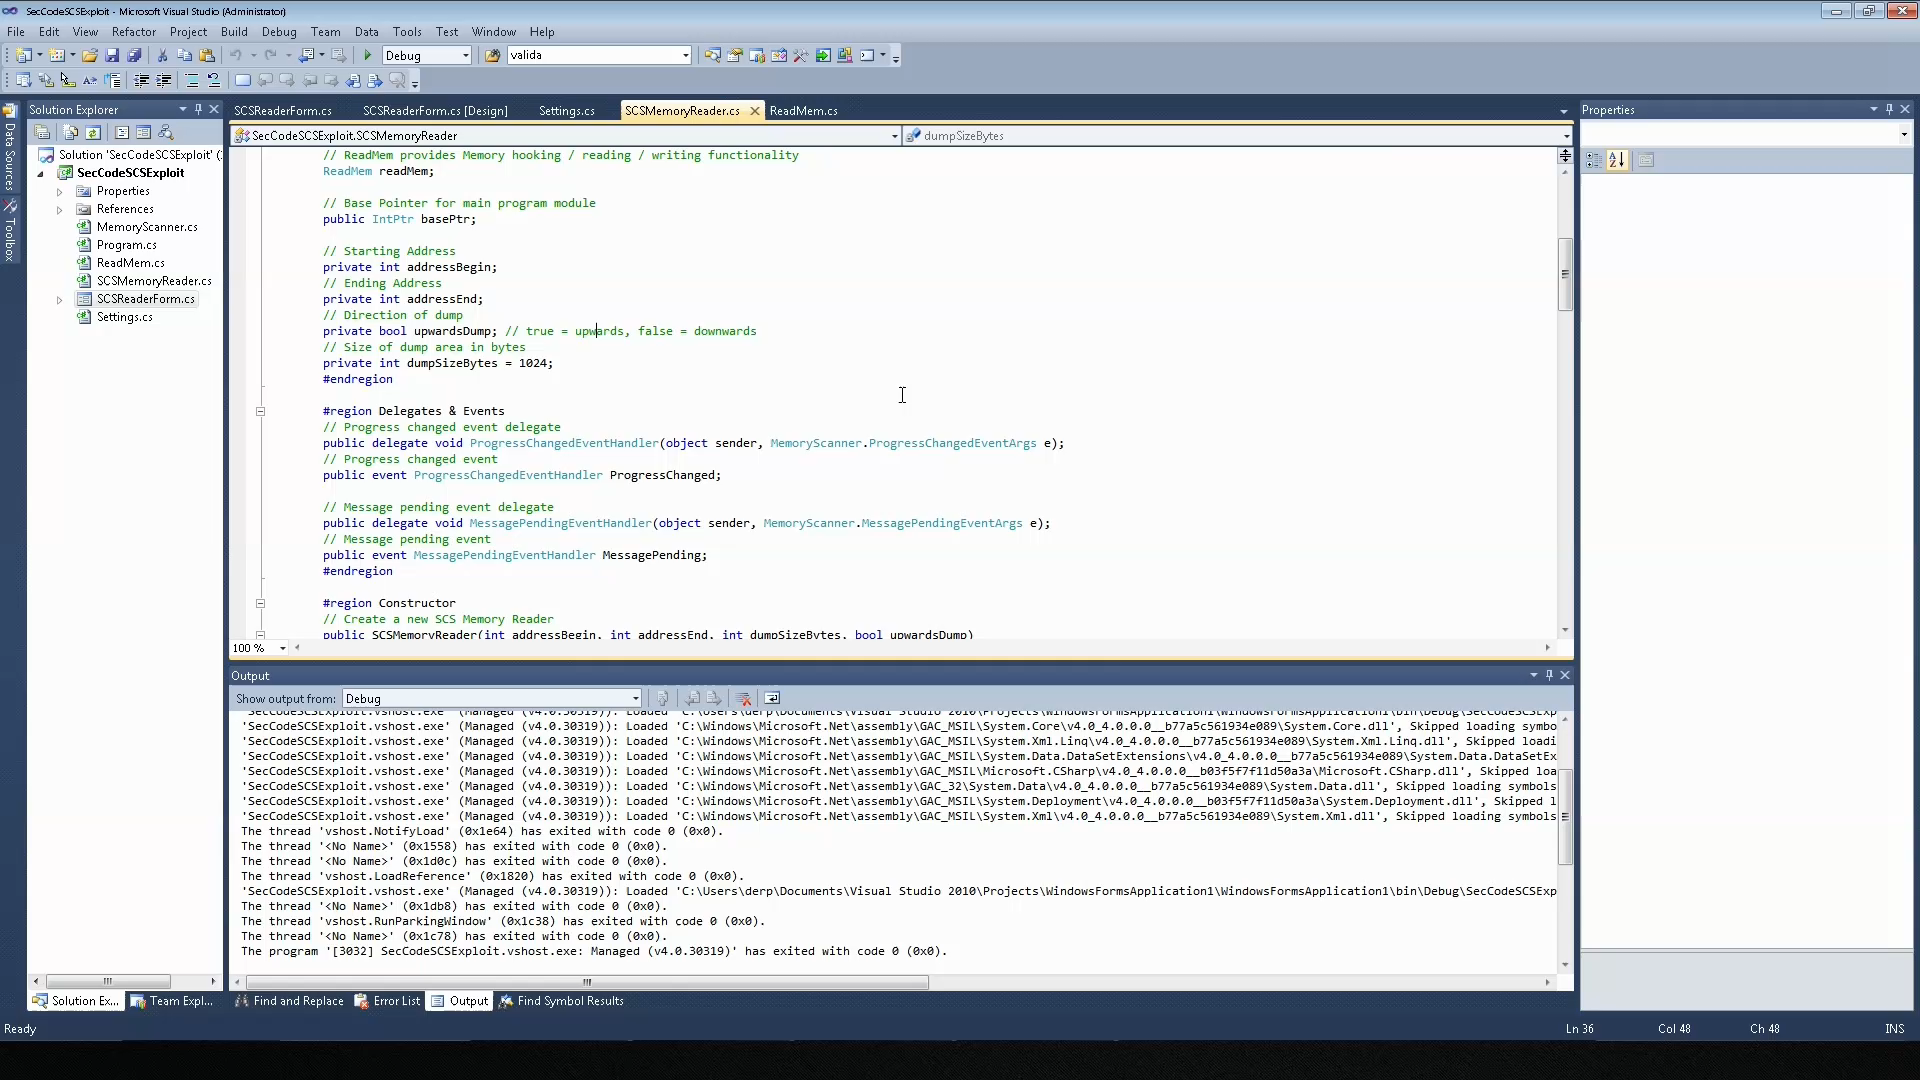 SecCodeSCSExploit - Microsoft Visual Studio (Administrator)
File Edit View Refactor Project Build Debug Team Data Tools Test Window Help
Debug valida
Data Sources
Toolbox
Solution Explorer
Solution 'SecCodeSCSExploit' (
SecCodeSCSExploit
Properties
References
MemoryScanner.cs
Program.cs
ReadMem.cs
SCSMemoryReader.cs
SCSReaderForm.cs
Settings.cs
SCSReaderForm.cs SCSReaderForm.cs [Design] Settings.cs SCSMemoryReader.cs ReadMem.cs
SecCodeSCSExploit.SCSMemoryReader dumpSizeBytes
// ReadMem provides Memory hooking / reading / writing functionality
ReadMem readMem;
// Base Pointer for main program module
public IntPtr basePtr;
// Starting Address
private int addressBegin;
// Ending Address
private int addressEnd;
// Direction of dump
private bool upwardsDump; // true = upwards, false = downwards
// Size of dump area in bytes
private int dumpSizeBytes = 1024;
#endregion
#region Delegates & Events
// Progress changed event delegate
public delegate void ProgressChangedEventHandler(object sender, MemoryScanner.ProgressChangedEventArgs e);
// Progress changed event
public event ProgressChangedEventHandler ProgressChanged;
// Message pending event delegate
public delegate void MessagePendingEventHandler(object sender, MemoryScanner.MessagePendingEventArgs e);
// Message pending event
public event MessagePendingEventHandler MessagePending;
#endregion
#region Constructor
// Create a new SCS Memory Reader
public SCSMemoryReader(int addressBegin, int addressEnd, int dumpSizeBytes, bool upwardsDump)
100 %
Output
Show output from: Debug
'SecCodeSCSExploit.vshost.exe' (Managed (v4.0.30319)): Loaded 'C:\Users\derp\Documents\Visual Studio 2010\Projects\WindowsFormsApplication1\WindowsFormsApplication1\bin\Debug\SecCodeSCSExp
'SecCodeSCSExploit.vshost.exe' (Managed (v4.0.30319)): Loaded 'C:\Windows\Microsoft.Net\assembly\GAC_MSIL\System.Core\v4.0_4.0.0.0__b77a5c561934e089\System.Core.dll', Skipped loading symbo
'SecCodeSCSExploit.vshost.exe' (Managed (v4.0.30319)): Loaded 'C:\Windows\Microsoft.Net\assembly\GAC_MSIL\System.Xml.Linq\v4.0_4.0.0.0__b77a5c561934e089\System.Xml.Linq.dll', Skipped loadi
'SecCodeSCSExploit.vshost.exe' (Managed (v4.0.30319)): Loaded 'C:\Windows\Microsoft.Net\assembly\GAC_MSIL\System.Data.DataSetExtensions\v4.0_4.0.0.0__b77a5c561934e089\System.Data.DataSetEx
'SecCodeSCSExploit.vshost.exe' (Managed (v4.0.30319)): Loaded 'C:\Windows\Microsoft.Net\assembly\GAC_MSIL\Microsoft.CSharp\v4.0_4.0.0.0__b03f5f7f11d50a3a\Microsoft.CSharp.dll', Skipped loa
'SecCodeSCSExploit.vshost.exe' (Managed (v4.0.30319)): Loaded 'C:\Windows\Microsoft.Net\assembly\GAC_32\System.Data\v4.0_4.0.0.0__b77a5c561934e089\System.Data.dll', Skipped loading symbols
'SecCodeSCSExploit.vshost.exe' (Managed (v4.0.30319)): Loaded 'C:\Windows\Microsoft.Net\assembly\GAC_MSIL\System.Deployment\v4.0_4.0.0.0__b03f5f7f11d50a3a\System.Deployment.dll', Skipped l
'SecCodeSCSExploit.vshost.exe' (Managed (v4.0.30319)): Loaded 'C:\Windows\Microsoft.Net\assembly\GAC_MSIL\System.Xml\v4.0_4.0.0.0__b77a5c561934e089\System.Xml.dll', Skipped loading symbols
The thread 'vshost.NotifyLoad' (0x1e64) has exited with code 0 (0x0).
The thread '<No Name>' (0x1558) has exited with code 0 (0x0).
The thread '<No Name>' (0x1d0c) has exited with code 0 (0x0).
The thread 'vshost.LoadReference' (0x1820) has exited with code 0 (0x0).
'SecCodeSCSExploit.vshost.exe' (Managed (v4.0.30319)): Loaded 'C:\Users\derp\Documents\Visual Studio 2010\Projects\WindowsFormsApplication1\WindowsFormsApplication1\bin\Debug\SecCodeSCSExp
The thread '<No Name>' (0x1db8) has exited with code 0 (0x0).
The thread 'vshost.RunParkingWindow' (0x1c38) has exited with code 0 (0x0).
The thread '<No Name>' (0x1c78) has exited with code 0 (0x0).
The program '[3032] SecCodeSCSExploit.vshost.exe: Managed (v4.0.30319)' has exited with code 0 (0x0).
Properties
Solution Ex... Team Expl... Find and Replace Error List Output Find Symbol Results
Ready Ln 36 Col 48 Ch 48 INS